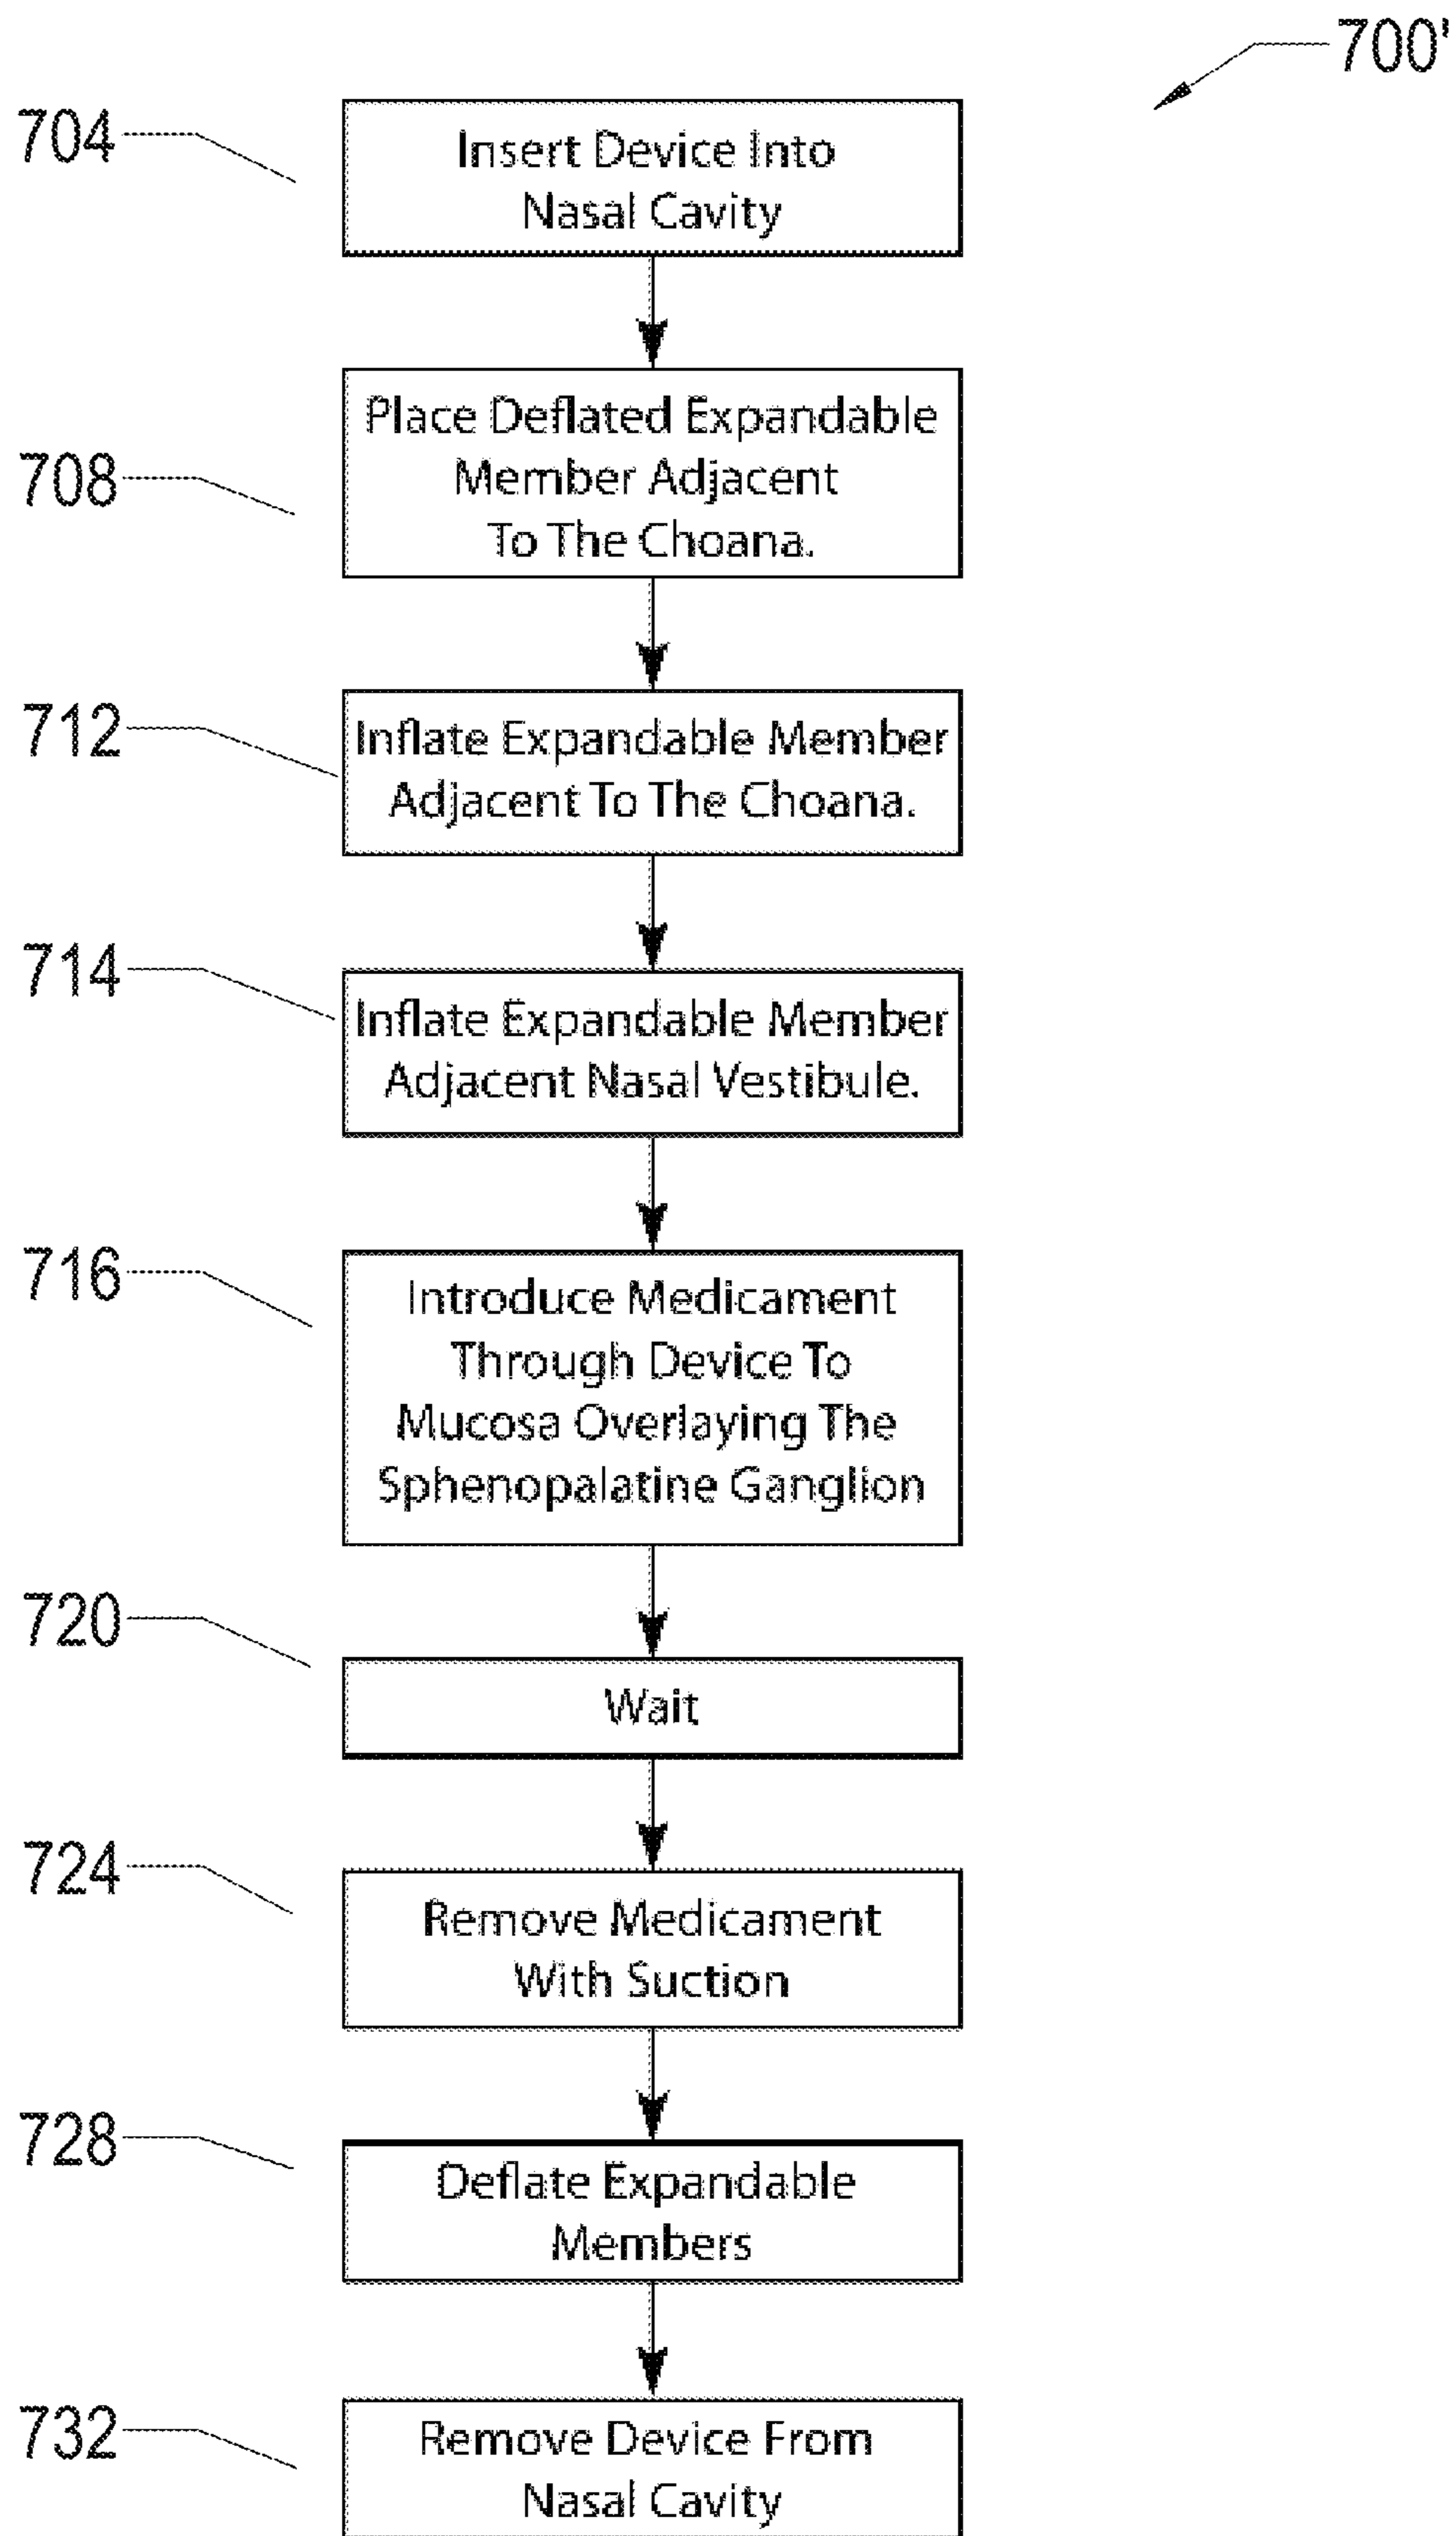 700'
704
Insert Device Into
Nasal Cavity
708
Place Deflated Expandable
Member Adjacent
To The Choana.
712
Inflate Expandable Member
Adjacent To The Choana.
714
Inflate Expandable Member
Adjacent Nasal Vestibule.
716
Introduce Medicament
Through Device To
Mucosa Overlaying The
Sphenopalatine Ganglion
720
Wait
724
Remove Medicament
With Suction
728
Deflate Expandable
Members
732
Remove Device From
Nasal Cavity